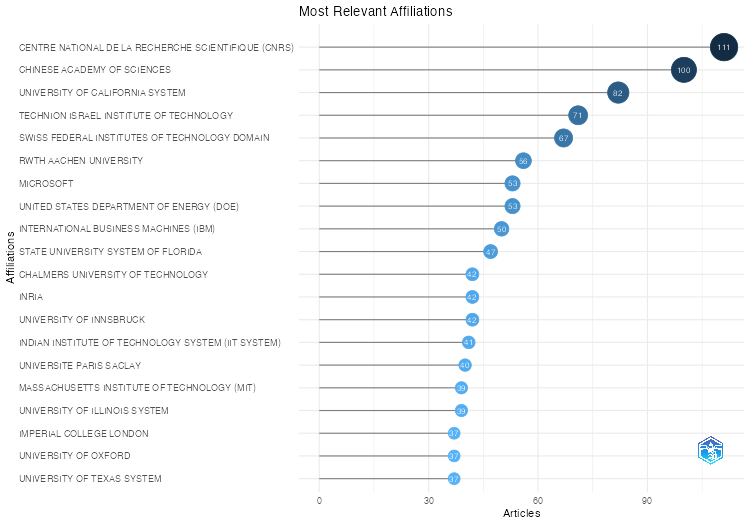 Most Relevant Affiliations
CENTRE NATIONAL DE LA RECHERCHE SCIENTIFIQUE (CNRS) 111
CHINESE ACADEMY OF SCIENCES 100
UNIVERSITY OF CALIFORNIA SYSTEM 82
TECHNION ISRAEL INSTITUTE OF TECHNOLOGY 71
SWISS FEDERAL INSTITUTES OF TECHNOLOGY DOMAIN 67
RWTH AACHEN UNIVERSITY 56
MICROSOFT 53
UNITED STATES DEPARTMENT OF ENERGY (DOE) 53
INTERNATIONAL BUSINESS MACHINES (IBM) 50
STATE UNIVERSITY SYSTEM OF FLORIDA 47
CHALMERS UNIVERSITY OF TECHNOLOGY 42
INRIA 42
UNIVERSITY OF INNSBRUCK 42
INDIAN INSTITUTE OF TECHNOLOGY SYSTEM (IIT SYSTEM) 41
UNIVERSITE PARIS SACLAY 40
MASSACHUSETTS INSTITUTE OF TECHNOLOGY (MIT) 39
UNIVERSITY OF ILLINOIS SYSTEM 39
IMPERIAL COLLEGE LONDON 37
UNIVERSITY OF OXFORD 37
UNIVERSITY OF TEXAS SYSTEM 37
Affiliations
0 30 60 90
Articles